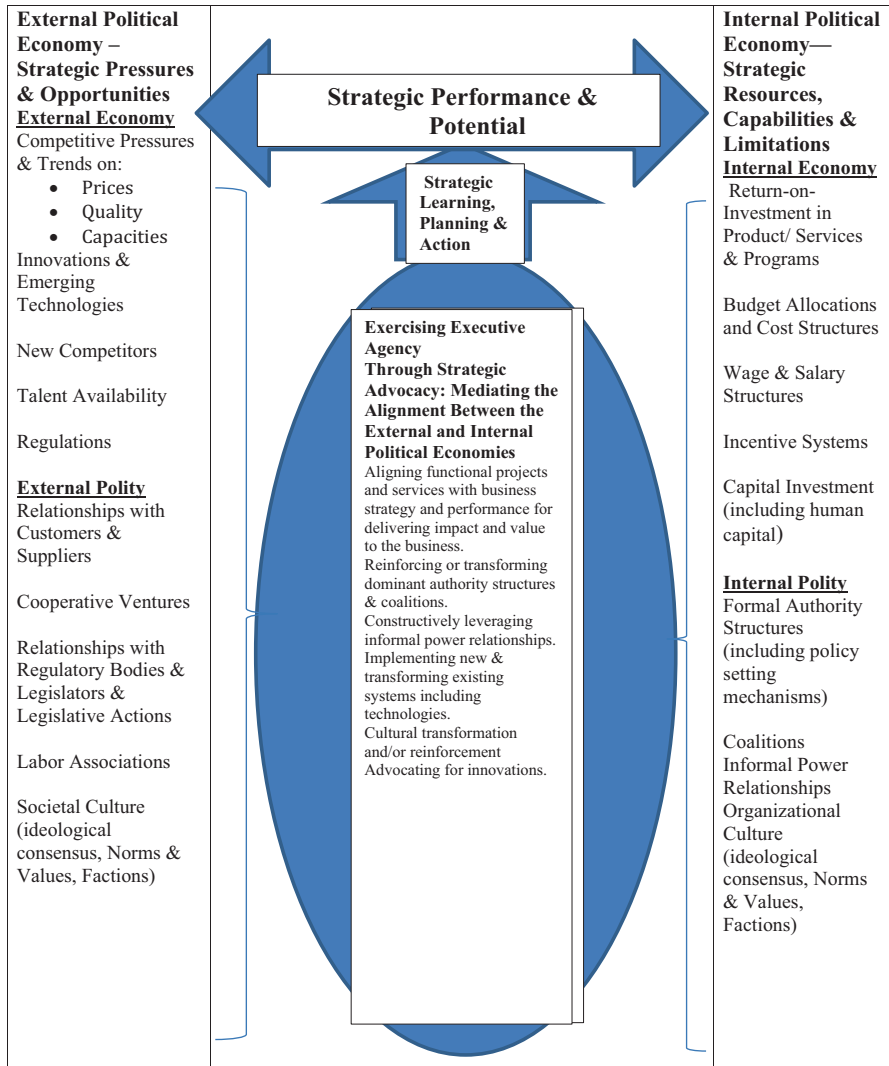 External Political
Economy –
Strategic Pressures
& Opportunities
External Economy
Competitive Pressures
& Trends on:
• Prices
• Quality
• Capacities
Innovations &
Emerging
Technologies
New Competitors
Talent Availability
Regulations
External Polity
Relationships with
Customers &
Suppliers
Cooperative Ventures
Relationships with
Regulatory Bodies &
Legislators &
Legislative Actions
Labor Associations
Societal Culture
(ideological
consensus, Norms &
Values, Factions)
Strategic Performance &
Potential
Strategic
Learning,
Planning &
Action
Exercising Executive
Agency
Through Strategic
Advocacy: Mediating the
Alignment Between the
External and Internal
Political Economies
Aligning functional projects
and services with business
strategy and performance for
delivering impact and value
to the business.
Reinforcing or transforming
dominant authority structures
& coalitions.
Constructively leveraging
informal power relationships.
Implementing new &
transforming existing
systems including
technologies.
Cultural transformation
and/or reinforcement
Advocating for innovations.
Internal Political
Economy—
Strategic
Resources,
Capabilities &
Limitations
Internal Economy
Return-on-
Investment in
Product/ Services
& Programs
Budget Allocations
and Cost Structures
Wage & Salary
Structures
Incentive Systems
Capital Investment
(including human
capital)
Internal Polity
Formal Authority
Structures
(including policy
setting
mechanisms)
Coalitions
Informal Power
Relationships
Organizational
Culture
(ideological
consensus, Norms
& Values,
Factions)